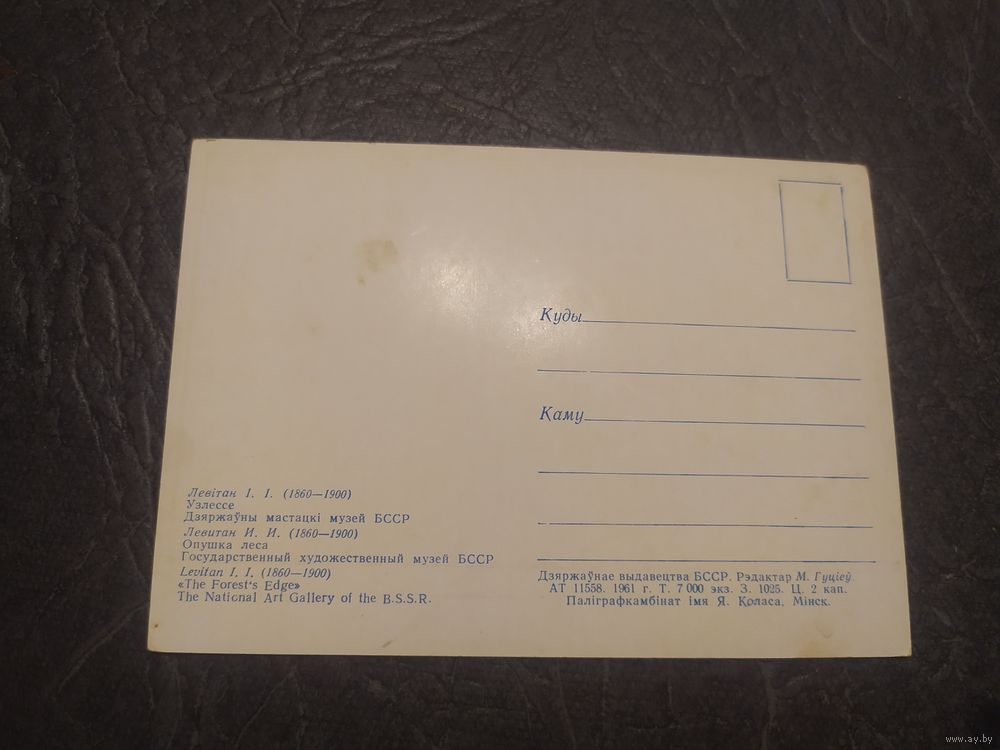 Куды
Каму
Левітан І. І. (1860—1900)
Узлессе
Дзяржаўны мастацкі музей БССР
Левитан И. И. (1860—1900)
Опушка леса
Государственный художественный музей БССР
Levitan I. I. (1860—1900)
«The Forest's Edge»
The National Art Gallery of the B.S.S.R.
Дзяржаўнае выдавецтва БССР. Рэдактар М. Гуціеў
АТ 11558. 1961 г. Т. 7 000 экз. З. 1025. Ц. 2 кап.
Паліграфкамбінат імя Я. Коласа, Мінск.
www.ay.by